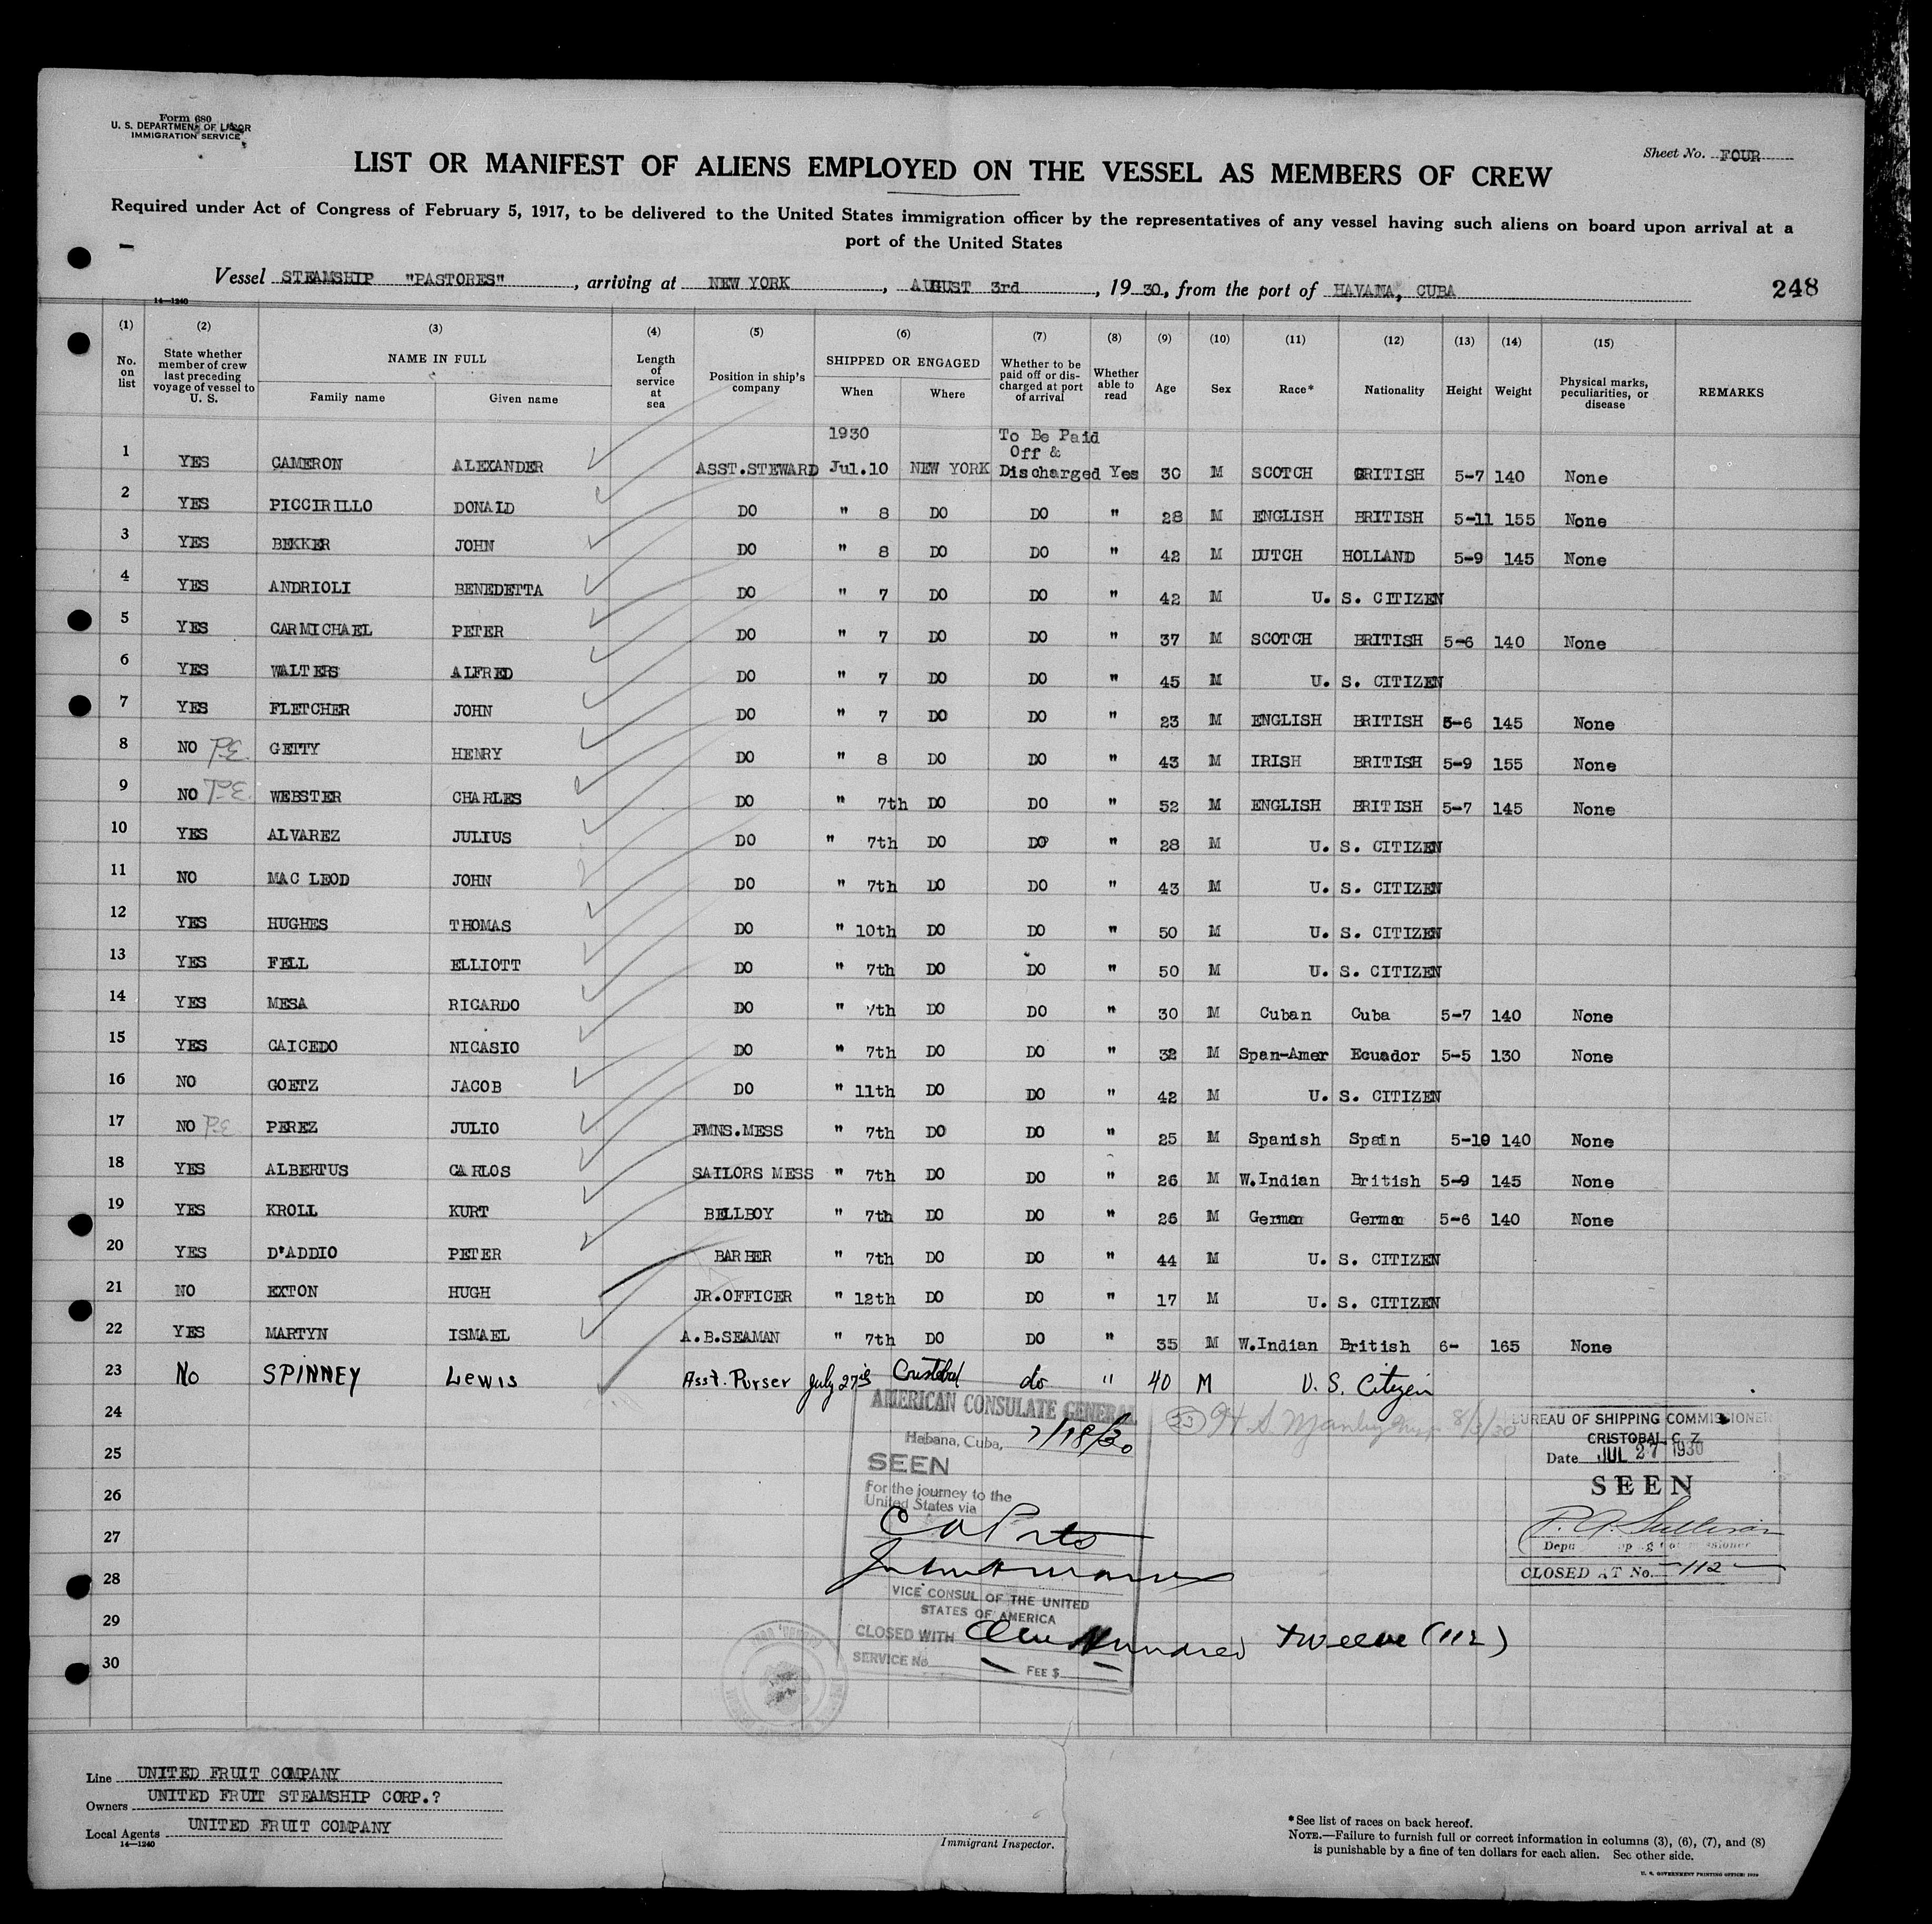 Form 680
U. S. DEPARTMENT OF LABOR
IMMIGRATION SERVICE
Sheet No. FOUR
LIST OR MANIFEST OF ALIENS EMPLOYED ON THE VESSEL AS MEMBERS OF CREW
Required under Act of Congress of February 5, 1917, to be delivered to the United States immigration officer by the representatives of any vessel having such aliens on board upon arrival at a
port of the United States
Vessel STEAMSHIP "PASTORES", arriving at NEW YORK, AUGUST 3rd, 1930, from the port of HAVANA, CUBA
248
14—1240
(1) (2) (3) (4) (5) (6) (7) (8) (9) (10) (11) (12) (13) (14) (15)
No. on list | State whether member of crew last preceding voyage of vessel to U. S. | NAME IN FULL Family name Given name | Length of service at sea | Position in ship's company | SHIPPED OR ENGAGED When Where | Whether to be paid off or discharged at port of arrival | Whether able to read | Age | Sex | Race* | Nationality | Height | Weight | Physical marks, peculiarities, or disease | REMARKS
1930 To Be Paid
Off &
1 YES CAMERON ALEXANDER ASST.STEWARD Jul.10 NEW YORK Discharged Yes 30 M SCOTCH BRITISH 5-7 140 None
2 YES PICCIRILLO DONALD DO " 8 DO DO " 28 M ENGLISH BRITISH 5-11 155 None
3 YES BEKKER JOHN DO " 8 DO DO " 42 M DUTCH HOLLAND 5-9 145 None
4 YES ANDRIOLI BENEDETTA DO " 7 DO DO " 42 M U. S. CITIZEN
5 YES CARMICHAEL PETER DO " 7 DO DO " 37 M SCOTCH BRITISH 5-6 140 None
6 YES WALTERS ALFRED DO " 7 DO DO " 45 M U. S. CITIZEN
7 YES FLETCHER JOHN DO " 7 DO DO " 23 M ENGLISH BRITISH 5-6 145 None
8 NO P.E. GETTY HENRY DO " 8 DO DO " 43 M IRISH BRITISH 5-9 155 None
9 NO P.E. WEBSTER CHARLES DO " 7th DO DO " 52 M ENGLISH BRITISH 5-7 145 None
10 YES ALVAREZ JULIUS DO " 7th DO DO " 28 M U. S. CITIZEN
11 NO MAC LEOD JOHN DO " 7th DO DO " 43 M U. S. CITIZEN
12 YES HUGHES THOMAS DO " 10th DO DO " 50 M U. S. CITIZEN
13 YES FELL ELLIOTT DO " 7th DO DO " 50 M U. S. CITIZEN
14 YES MESA RICARDO DO " 7th DO DO " 30 M Cuban Cuba 5-7 140 None
15 YES CAICEDO NICASIO DO " 7th DO DO " 32 M Span-Amer Ecuador 5-5 130 None
16 NO GOETZ JACOB DO " 11th DO DO " 42 M U. S. CITIZEN
17 NO P.E. PEREZ JULIO FMNS.MESS " 7th DO DO " 25 M Spanish Spain 5-10 140 None
18 YES ALBERTUS CARLOS SAILORS MESS " 7th DO DO " 26 M W.Indian British 5-9 145 None
19 YES KROLL KURT BELLBOY " 7th DO DO " 26 M German German 5-6 140 None
20 YES D'ADDIO PETER BARBER " 7th DO DO " 44 M U. S. CITIZEN
21 NO EXTON HUGH JR.OFFICER " 12th DO DO " 17 M U. S. CITIZEN
22 YES MARTYN ISMAEL A.B.SEAMAN " 7th DO DO " 35 M W.Indian British 6- 165 None
23 No SPINNEY Lewis Asst. Purser July 27 Cristobal do " 40 M U. S. Citizen
24
25
26
27
28
29
30
AMERICAN CONSULATE GENERAL
Habana, Cuba, 7/18/30
SEEN
For the journey to the
United States via
VICE CONSUL OF THE UNITED
STATES OF AMERICA
CLOSED WITH One Hundred Twelve (112)
SERVICE No. FEE $
8/3/30
BUREAU OF SHIPPING COMMISSIONER
CRISTOBAL, C. Z.
Date JUL 27 1930
SEEN
P. A. Sullivan
CLOSED AT No. 112
Line UNITED FRUIT COMPANY
Owners UNITED FRUIT STEAMSHIP CORP.?
Local Agents UNITED FRUIT COMPANY
14—1240
Immigrant Inspector.
*See list of races on back hereof.
NOTE.—Failure to furnish full or correct information in columns (3), (6), (7), and (8)
is punishable by a fine of ten dollars for each alien. See other side.